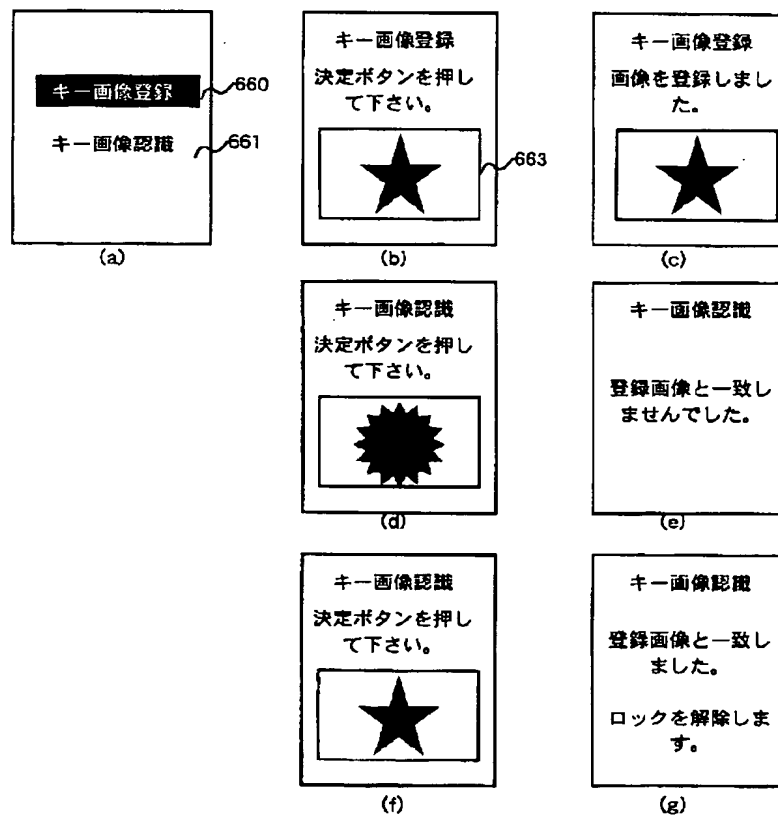 キー画像登録
660
キー画像認識
661
(a)
キー画像登録
決定ボタンを押し
て下さい。
663
(b)
キー画像登録
画像を登録しまし
た。
(c)
キー画像認識
決定ボタンを押し
て下さい。
(d)
キー画像認識
登録画像と一致し
ませんでした。
(e)
キー画像認識
決定ボタンを押し
て下さい。
(f)
キー画像認識
登録画像と一致し
ました。
ロックを解除しま
す。
(g)